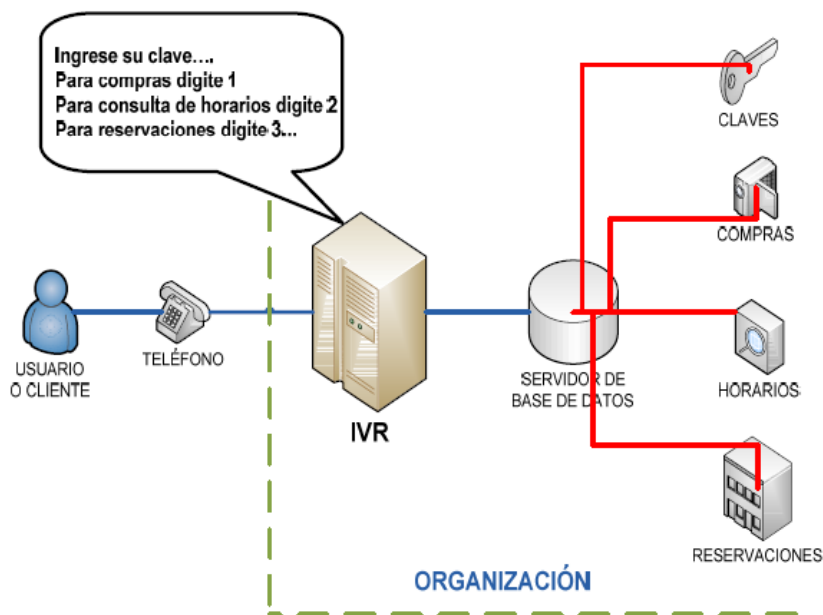 Ingrese su clave....
Para compras digite 1
Para consulta de horarios digite 2
Para reservaciones digite 3...
CLAVES
COMPRAS
USUARIO
O CLIENTE
TELÉFONO
IVR
SERVIDOR DE
BASE DE DATOS
HORARIOS
RESERVACIONES
ORGANIZACIÓN